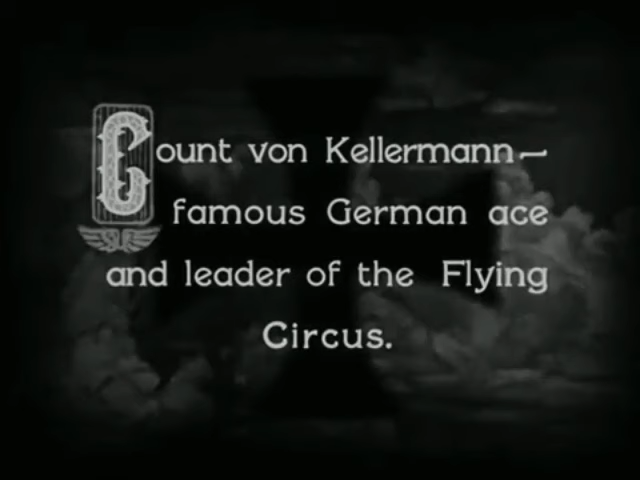 Count von Kellermann—
famous German ace
and leader of the Flying
Circus.